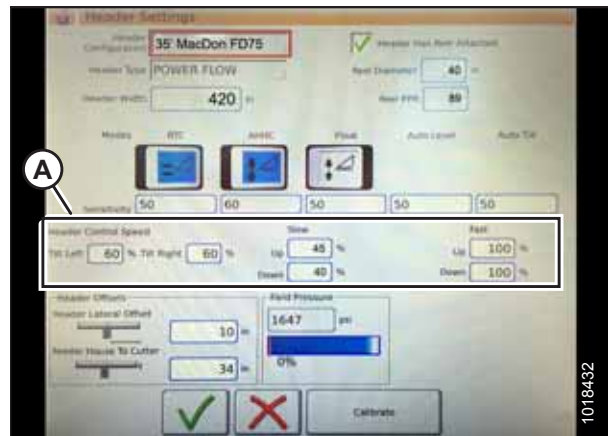 Header Settings
Header Configuration 35' MacDon FD75 Header Has Reel Attached
Header Type POWER FLOW Reel Diameter 40 in
Header Width 420 in Reel PPR 89
Modes RTC AHHC Float Auto Level Auto Tilt
A
Sensitivity 50 60 50 50 50
Header Control Speed Slow Fast
Tilt Left 60 % Tilt Right 60 % Up 45 % Up 100 %
Down 40 % Down 100 %
Header Offsets Field Pressure
Header Lateral Offset 1647 psi
10 in
Feeder House To Cutter 0%
34 in
Calibrate
1018432